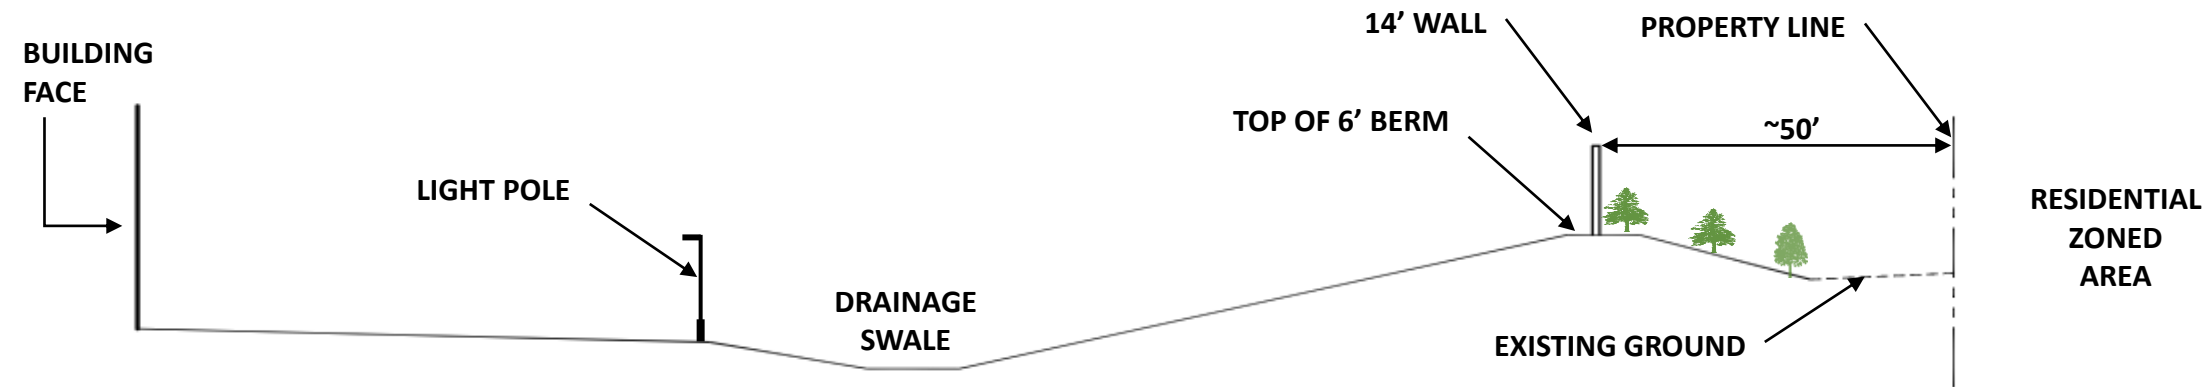 BUILDING
FACE
LIGHT POLE
DRAINAGE
SWALE
TOP OF 6’ BERM
14’ WALL
PROPERTY LINE
~50’
EXISTING GROUND
RESIDENTIAL
ZONED
AREA